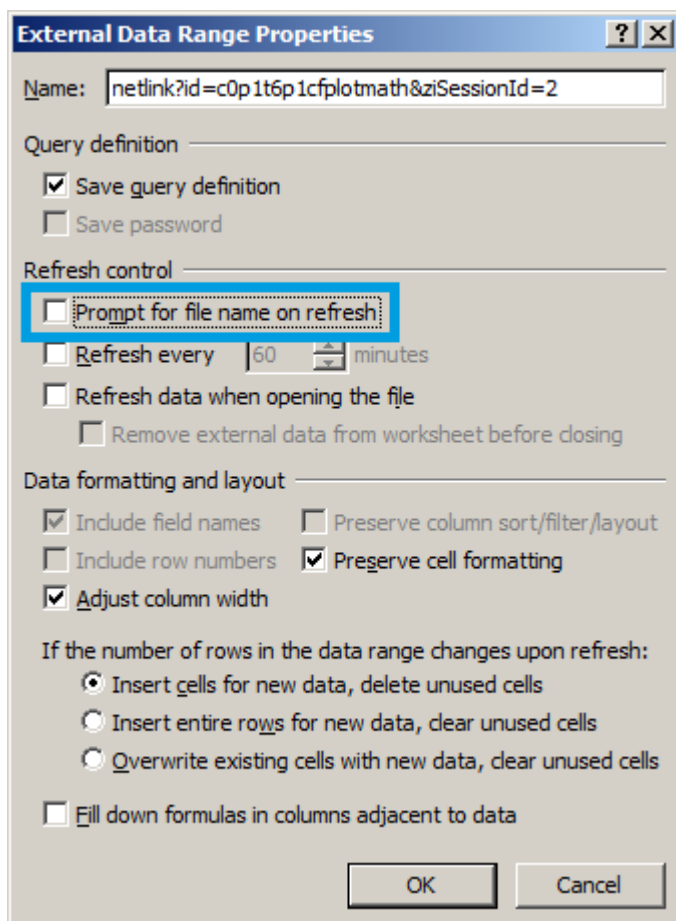 External Data Range Properties
Name: netlink?id=c0p1t6p1cfplotmath&ziSessionId=2
Query definition
Save query definition
Save password
Refresh control
Prompt for file name on refresh
Refresh every 60 minutes
Refresh data when opening the file
Remove external data from worksheet before closing
Data formatting and layout
Include field names Preserve column sort/filter/layout
Include row numbers Preserve cell formatting
Adjust column width
If the number of rows in the data range changes upon refresh:
Insert cells for new data, delete unused cells
Insert entire rows for new data, clear unused cells
Overwrite existing cells with new data, clear unused cells
Fill down formulas in columns adjacent to data
OK Cancel